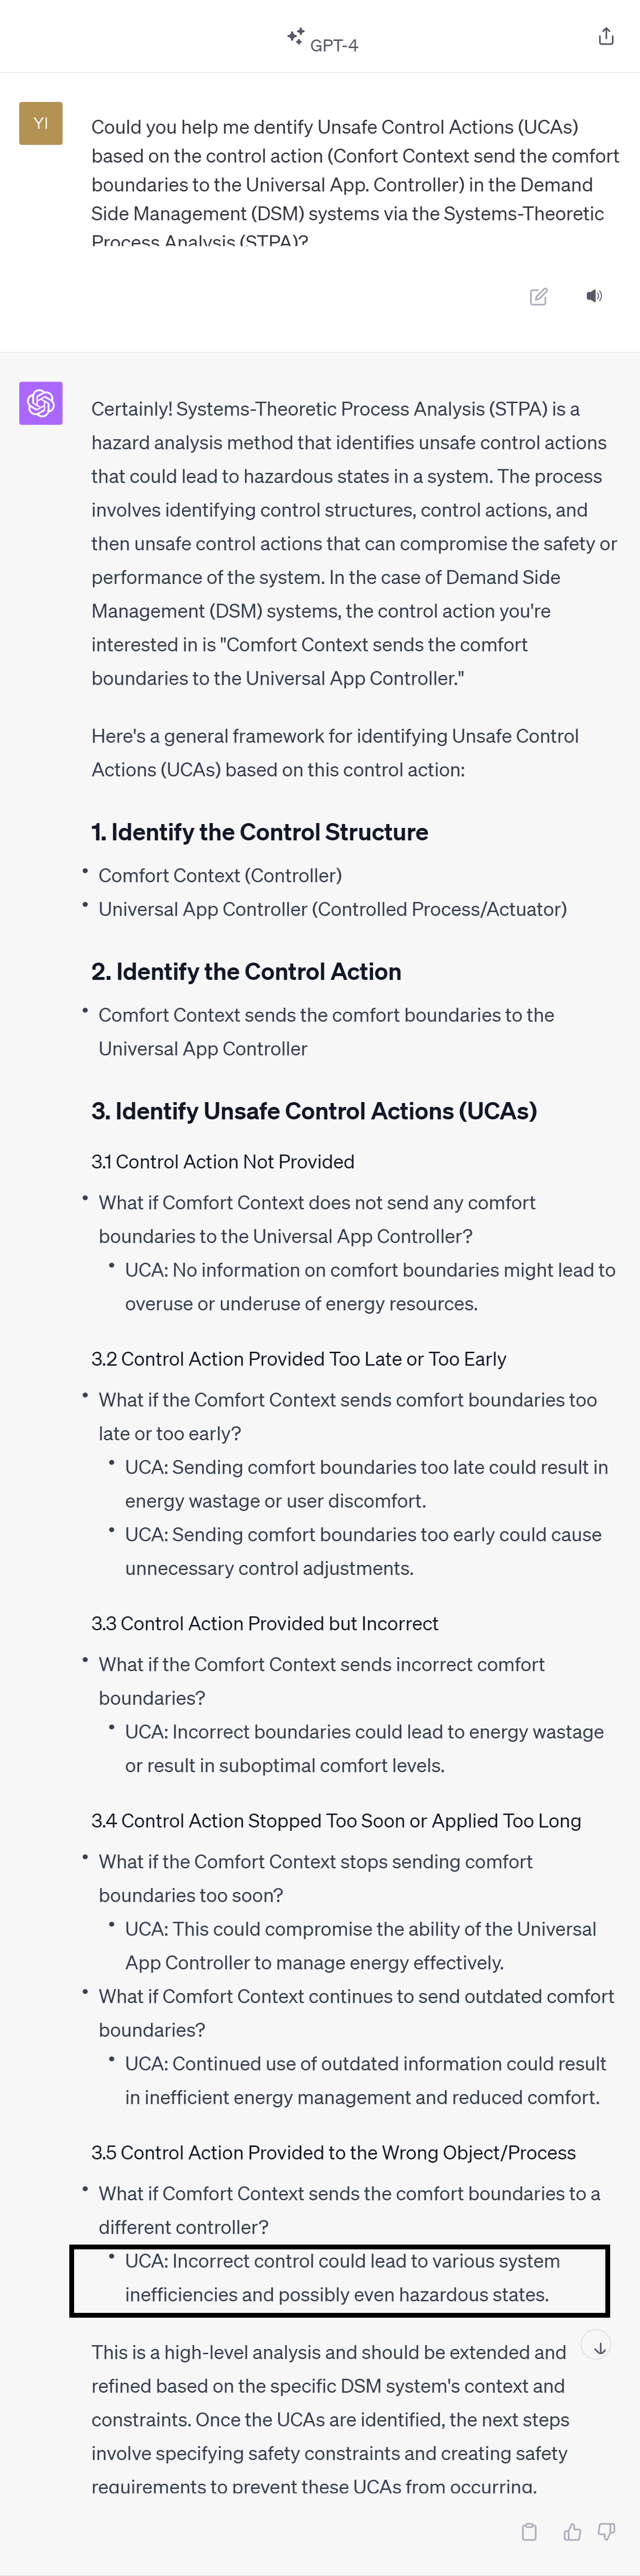 GPT-4
YI
Could you help me dentify Unsafe Control Actions (UCAs)
based on the control action (Confort Context send the comfort
boundaries to the Universal App. Controller) in the Demand
Side Management (DSM) systems via the Systems-Theoretic
Process Analysis (STPA)?
Certainly! Systems-Theoretic Process Analysis (STPA) is a
hazard analysis method that identifies unsafe control actions
that could lead to hazardous states in a system. The process
involves identifying control structures, control actions, and
then unsafe control actions that can compromise the safety or
performance of the system. In the case of Demand Side
Management (DSM) systems, the control action you're
interested in is "Comfort Context sends the comfort
boundaries to the Universal App Controller."
Here's a general framework for identifying Unsafe Control
Actions (UCAs) based on this control action:
1. Identify the Control Structure
• Comfort Context (Controller)
• Universal App Controller (Controlled Process/Actuator)
2. Identify the Control Action
• Comfort Context sends the comfort boundaries to the
Universal App Controller
3. Identify Unsafe Control Actions (UCAs)
3.1 Control Action Not Provided
• What if Comfort Context does not send any comfort
boundaries to the Universal App Controller?
• UCA: No information on comfort boundaries might lead to
overuse or underuse of energy resources.
3.2 Control Action Provided Too Late or Too Early
• What if the Comfort Context sends comfort boundaries too
late or too early?
• UCA: Sending comfort boundaries too late could result in
energy wastage or user discomfort.
• UCA: Sending comfort boundaries too early could cause
unnecessary control adjustments.
3.3 Control Action Provided but Incorrect
• What if the Comfort Context sends incorrect comfort
boundaries?
• UCA: Incorrect boundaries could lead to energy wastage
or result in suboptimal comfort levels.
3.4 Control Action Stopped Too Soon or Applied Too Long
• What if the Comfort Context stops sending comfort
boundaries too soon?
• UCA: This could compromise the ability of the Universal
App Controller to manage energy effectively.
• What if Comfort Context continues to send outdated comfort
boundaries?
• UCA: Continued use of outdated information could result
in inefficient energy management and reduced comfort.
3.5 Control Action Provided to the Wrong Object/Process
• What if Comfort Context sends the comfort boundaries to a
different controller?
• UCA: Incorrect control could lead to various system
inefficiencies and possibly even hazardous states.
This is a high-level analysis and should be extended and
refined based on the specific DSM system's context and
constraints. Once the UCAs are identified, the next steps
involve specifying safety constraints and creating safety
requirements to prevent these UCAs from occurring.